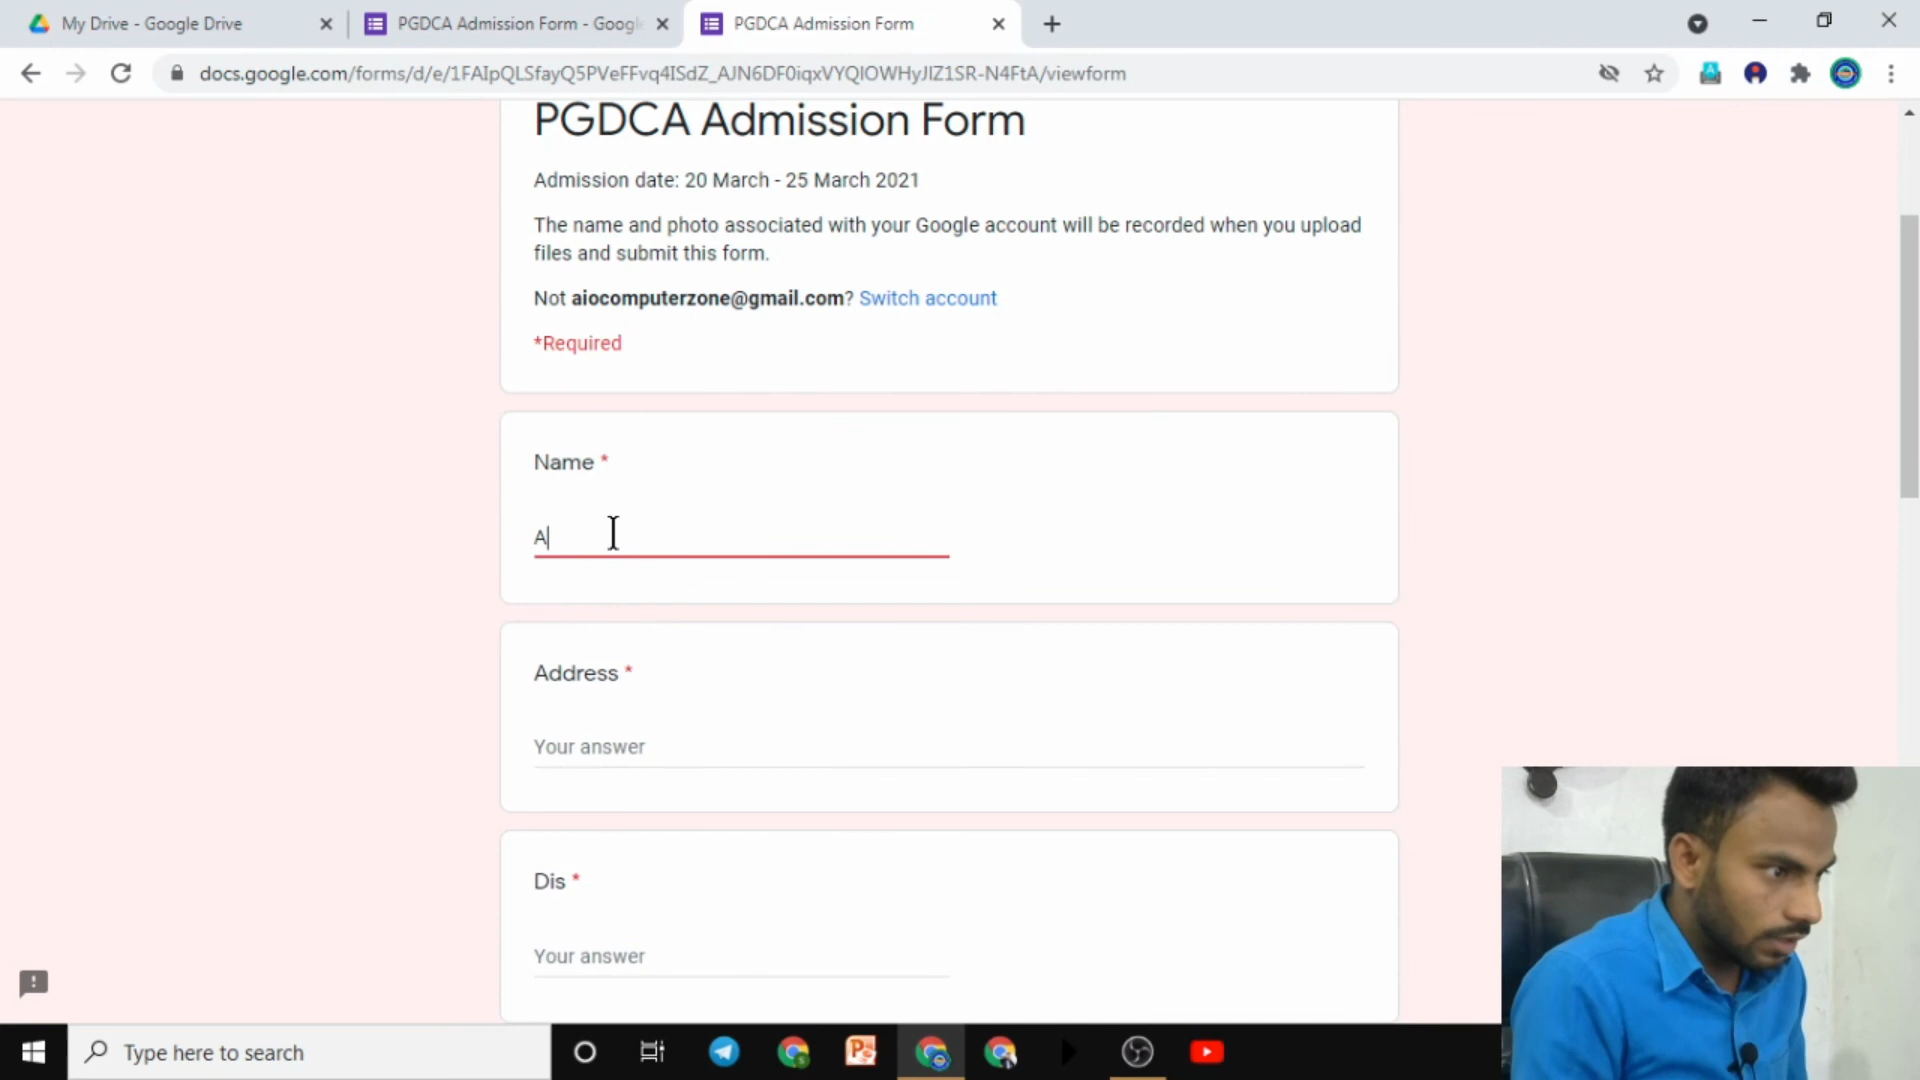 My Drive - Google Drive
PGDCA Admission Form - Googl
PGDCA Admission Form
docs.google.com/forms/d/e/1FAIpQLSfayQ5PVeFFvq4ISdZ_AJN6DF0iqxVYQIOWHyJIZ1SR-N4FtA/viewform
PGDCA Admission Form
Admission date: 20 March - 25 March 2021
The name and photo associated with your Google account will be recorded when you upload
files and submit this form.
Not aiocomputerzone@gmail.com? Switch account
*Required
Name *
A
Address *
Your answer
Dis *
Your answer
Type here to search